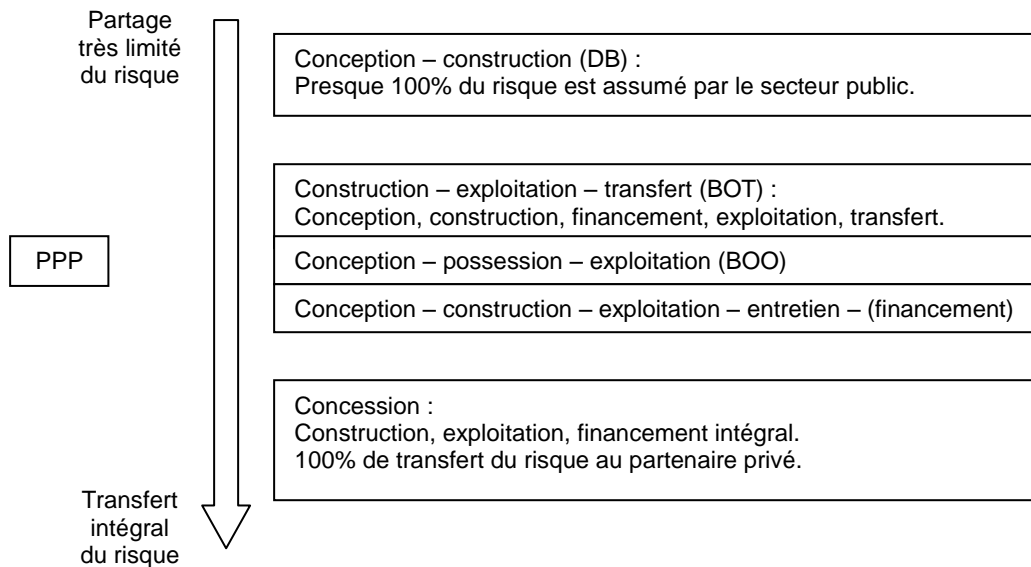 Partage
très limité
du risque
Conception – construction (DB) :
Presque 100% du risque est assumé par le secteur public.
Construction – exploitation – transfert (BOT) :
Conception, construction, financement, exploitation, transfert.
PPP
Conception – possession – exploitation (BOO)
Conception – construction – exploitation – entretien – (financement)
Concession :
Construction, exploitation, financement intégral.
100% de transfert du risque au partenaire privé.
Transfert
intégral
du risque